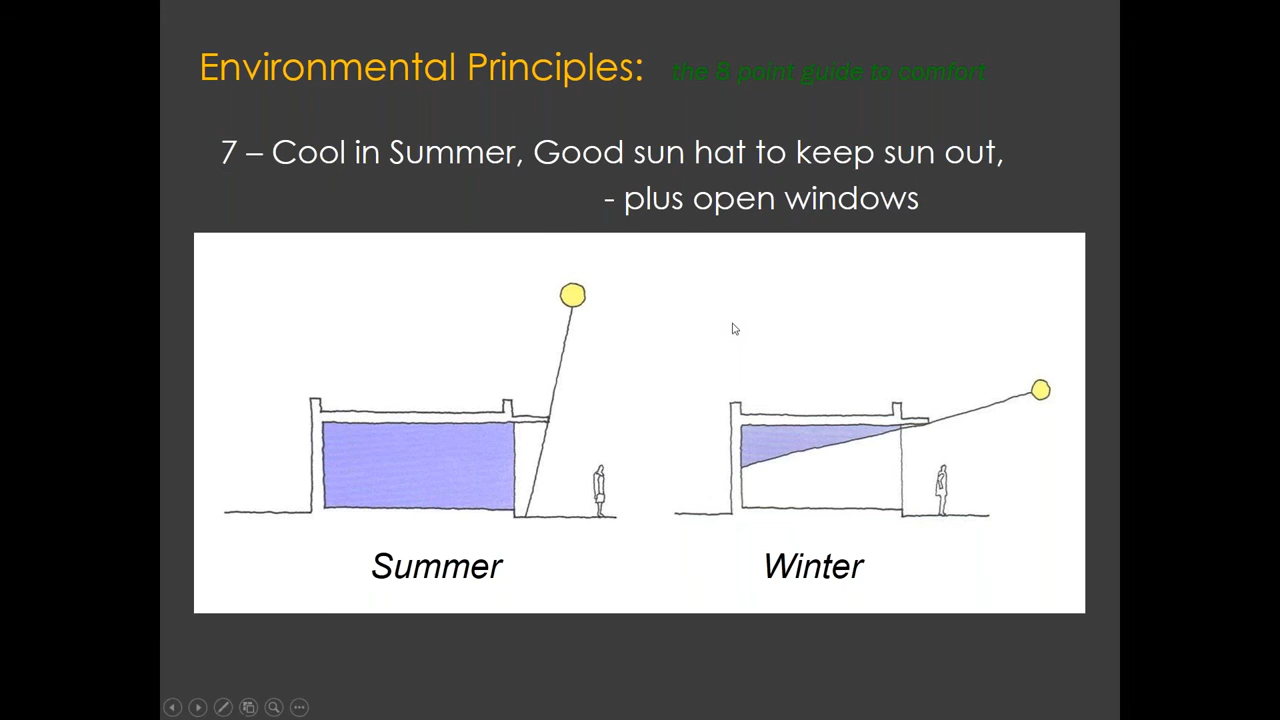 Environmental Principles: the 8 point guide to comfort
7 – Cool in Summer, Good sun hat to keep sun out,
- plus open windows
Summer
Winter